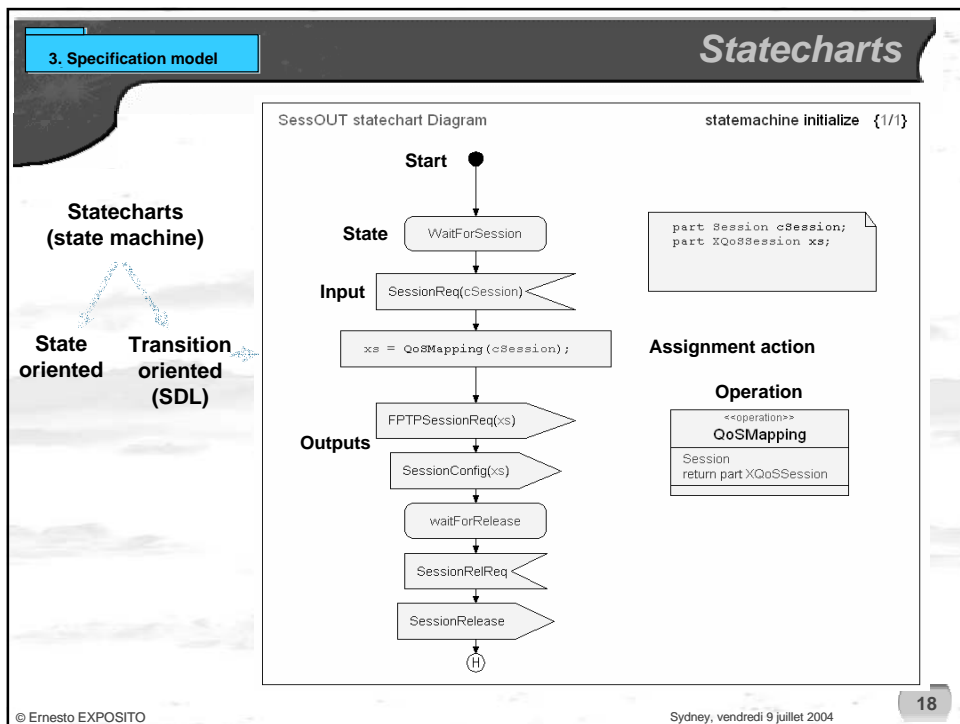 3. Specification model
Statecharts
SessOUT statechart Diagram
statemachine initialize {1/1}
Start
Statecharts
(state machine)
State
oriented
Transition
oriented
(SDL)
State
WaitForSession
part Session cSession;
part XQoSSession xs;
Input
SessionReq(cSession)
xs = QoSMapping(cSession);
Assignment action
Operation
<<operation>>
QoSMapping
Session
return part XQoSSession
Outputs
FPTPSessionReq(xs)
SessionConfig(xs)
waitForRelease
SessionRelReq
SessionRelease
H
© Ernesto EXPOSITO
Sydney, vendredi 9 juillet 2004
18